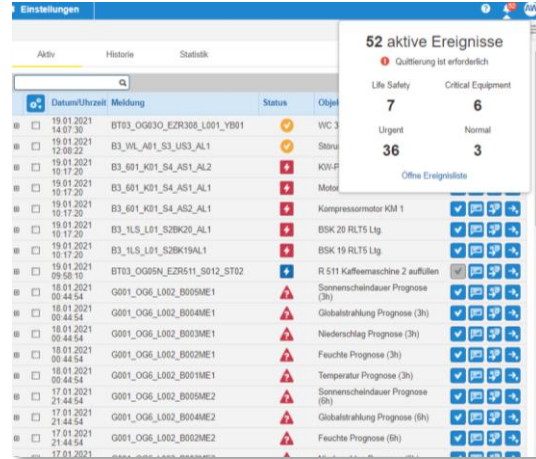 Einstellungen
52
AW
52 aktive Ereignisse
Quittierung ist erforderlich
Life Safety Critical Equipment
7 6
Urgent Normal
36 3
Öffne Ereignisliste
Aktiv Historie Statistik
Datum/Uhrzeit Meldung Status
19.01.2021
14:07:30 BT03_OG03O_EZR308_L001_YB01 WC 3
19.01.2021
12:08:22 B3_WL_A01_S3_US3_AL1
19.01.2021
10:17:20 B3_601_K01_S4_AS1_AL2
19.01.2021
10:17:20 B3_601_K01_S4_AS1_AL1
19.01.2021
10:17:20 B3_601_K01_S4_AS2_AL1 Kompressormotor KM 1
19.01.2021
10:17:20 B3_1LS_L01_S2BK20_AL1 BSK 20 RLT5 Ltg.
19.01.2021
10:17:20 B3_1LS_L01_S2BK19AL1 BSK 19 RLT5 Ltg.
19.01.2021
09:58:10 BT03_OG05N_EZR511_S012_ST02 R 511 Kaffeemaschine 2 auffüllen
18.01.2021
00:44:54 G001_OG6_L002_B005ME1 Sonnenscheindauer Prognose (3h)
18.01.2021
00:44:54 G001_OG6_L002_B004ME1 Globalstrahlung Prognose (3h)
18.01.2021
00:44:54 G001_OG6_L002_B003ME1 Niederschlag Prognose (3h)
18.01.2021
00:44:54 G001_OG6_L002_B002ME1 Feuchte Prognose (3h)
18.01.2021
00:44:54 G001_OG6_L002_B001ME1 Temperatur Prognose (3h)
17.01.2021
21:44:54 G001_OG6_L002_B005ME2 Sonnenscheindauer Prognose (6h)
17.01.2021
21:44:54 G001_OG6_L002_B004ME2 Globalstrahlung Prognose (6h)
17.01.2021
21:44:54 G001_OG6_L002_B002ME2 Feuchte Prognose (6h)
17.01.2021